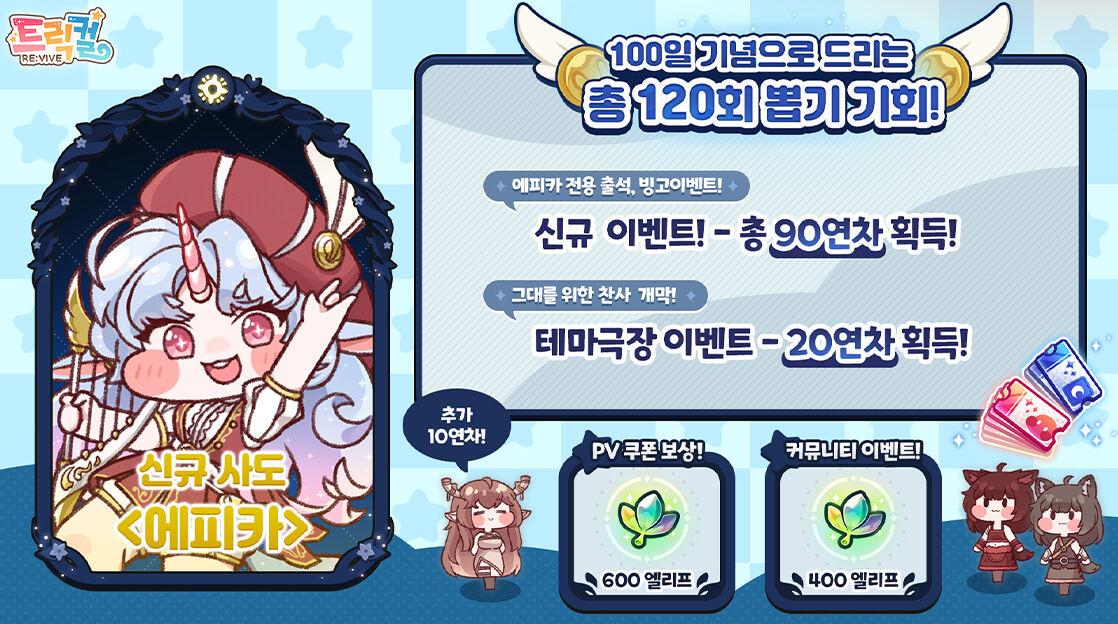 트릭컬
RE:VIVE
100일 기념으로 드리는
총 120회 뽑기 기회!
에피카 전용 출석, 빙고이벤트!
신규 이벤트! - 총 90연차 획득!
그대를 위한 찬사 개막!
테마극장 이벤트 - 20연차 획득!
신규 사도
<에피카>
추가
10연차!
PV 쿠폰 보상!
600 엘리프
커뮤니티 이벤트!
400 엘리프